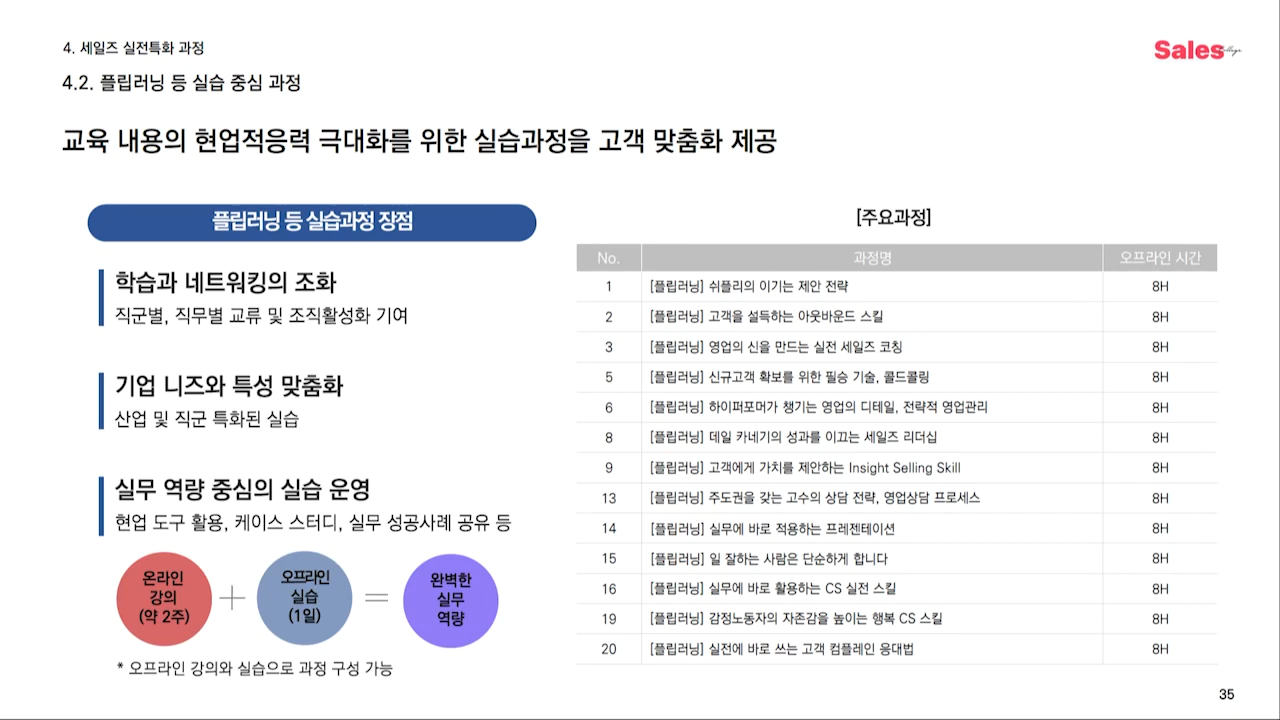 4. 세일즈 실전특화 과정
Sales
4.2. 플립러닝 등 실습 중심 과정
교육 내용의 현업적응력 극대화를 위한 실습과정을 고객 맞춤화 제공
플립러닝 등 실습과정 장점
학습과 네트워킹의 조화
직군별, 직무별 교류 및 조직활성화 기여
기업 니즈와 특성 맞춤화
산업 및 직군 특화된 실습
실무 역량 중심의 실습 운영
현업 도구 활용, 케이스 스터디, 실무 성공사례 공유 등
온라인
강의
(약 2주)
+
오프라인
실습
(1일)
=
완벽한
실무
역량
* 오프라인 강의와 실습으로 과정 구성 가능
[주요과정]
No. 과정명 오프라인 시간
1 [플립러닝] 쉬플리의 이기는 제안 전략 8H
2 [플립러닝] 고객을 설득하는 아웃바운드 스킬 8H
3 [플립러닝] 영업의 신을 만드는 실전 세일즈 코칭 8H
5 [플립러닝] 신규고객 확보를 위한 필승 기술, 콜드콜링 8H
6 [플립러닝] 하이퍼포머가 챙기는 영업의 디테일, 전략적 영업관리 8H
8 [플립러닝] 데일 카네기의 성과를 이끄는 세일즈 리더십 8H
9 [플립러닝] 고객에게 가치를 제안하는 Insight Selling Skill 8H
13 [플립러닝] 주도권을 갖는 고수의 상담 전략, 영업상담 프로세스 8H
14 [플립러닝] 실무에 바로 적용하는 프레젠테이션 8H
15 [플립러닝] 일 잘하는 사람은 단순하게 합니다 8H
16 [플립러닝] 실무에 바로 활용하는 CS 실전 스킬 8H
19 [플립러닝] 감정노동자의 자존감을 높이는 행복 CS 스킬 8H
20 [플립러닝] 실전에 바로 쓰는 고객 컴플레인 응대법 8H
35